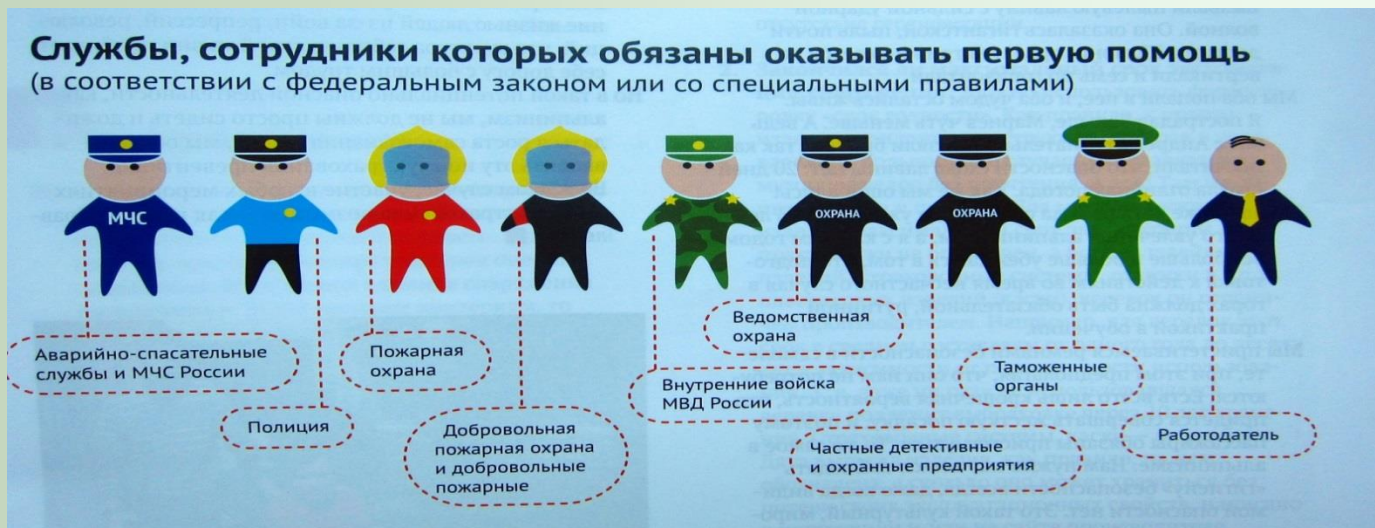 Службы, сотрудники которых обязаны оказывать первую помощь
(в соответствии с федеральным законом или со специальными правилами)
МЧС
ОХРАНА
ОХРАНА
Аварийно-спасательные
службы и МЧС России
Полиция
Пожарная
охрана
Добровольная
пожарная охрана
и добровольные
пожарные
Внутренние войска
МВД России
Ведомственная
охрана
Частные детективные
и охранные предприятия
Таможенные
органы
Работодатель